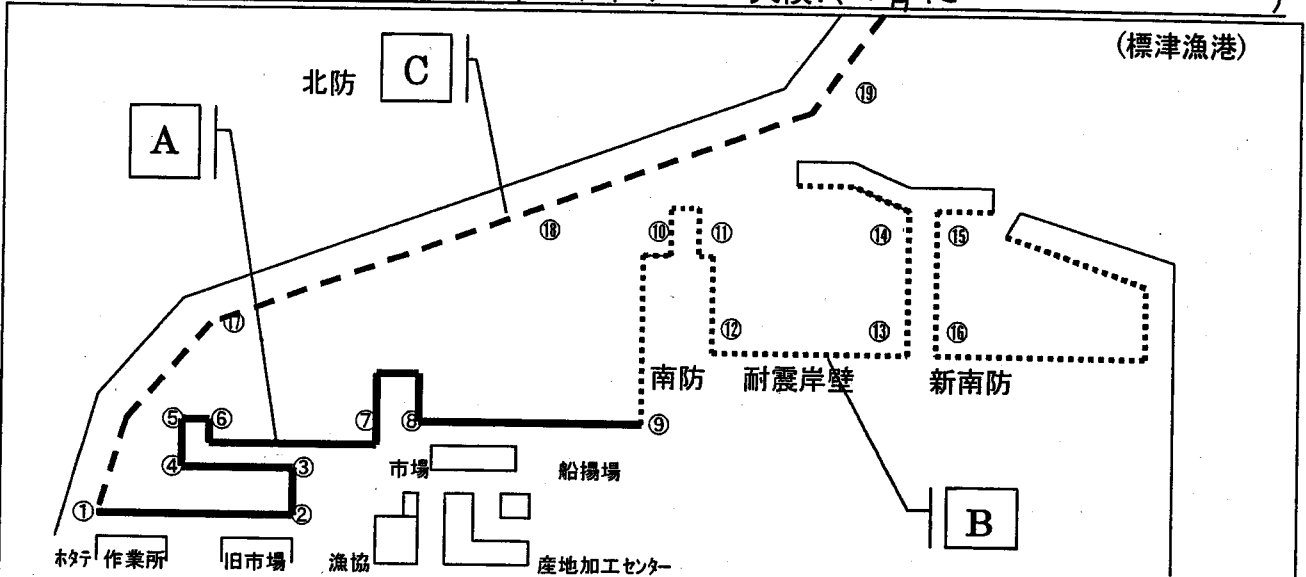 (標津漁港)
北防
C
A
B
⑲
⑱
⑰
⑩
⑪
⑭
⑮
⑫
⑬
⑯
南防
耐震岸壁
新南防
⑤
⑥
⑦
⑧
⑨
④
③
①
②
市場
船揚場
ホタテ作業所
旧市場
漁協
産地加工センター